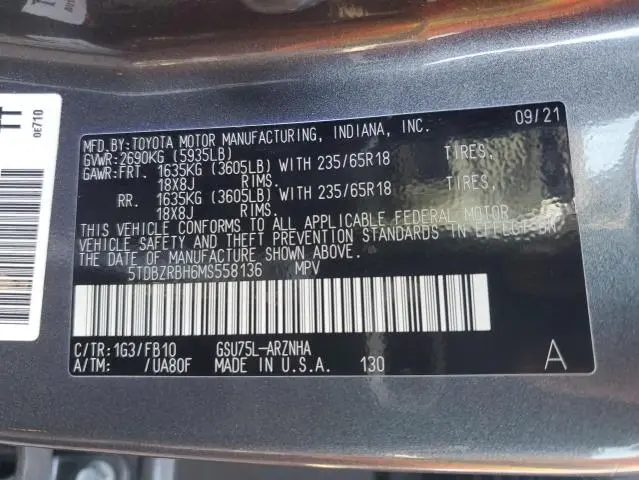 0E710
09/21
MFD.BY:TOYOTA MOTOR MANUFACTURING, INDIANA, INC.
GVWR:2690KG (5935LB)
GAWR:FRT. 1635KG (3605LB) WITH 235/65R18 TIRES,
18X8J RIMS.
RR. 1635KG (3605LB) WITH 235/65R18 TIRES,
18X8J RIMS.
THIS VEHICLE CONFORMS TO ALL APPLICABLE FEDERAL MOTOR
VEHICLE SAFETY AND THEFT PREVENTION STANDARDS IN EFFECT ON
THE DATE OF MANUFACTURE SHOWN ABOVE.
5TDBZRBH6MS558136 MPV
C/TR:1G3/FB10 GSU75L-ARZNHA
A/TM: /UA80F MADE IN U.S.A. 130 A